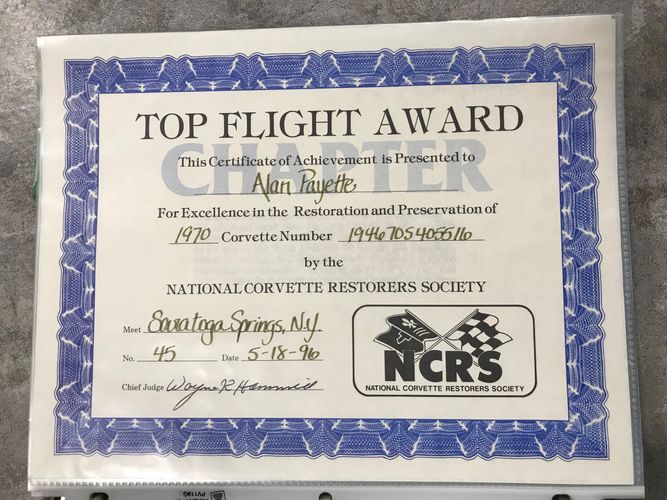 TOP FLIGHT AWARD
CHAPTER
This Certificate of Achievement is Presented to
Alan Payette
For Excellence in the Restoration and Preservation of
1970 Corvette Number 194670S405516
by the
NATIONAL CORVETTE RESTORERS SOCIETY
Meet Saratoga Springs, N.Y.
No. 45 Date 5-18-96
Chief Judge Wayne R
NCRS
NATIONAL CORVETTE RESTORERS SOCIETY